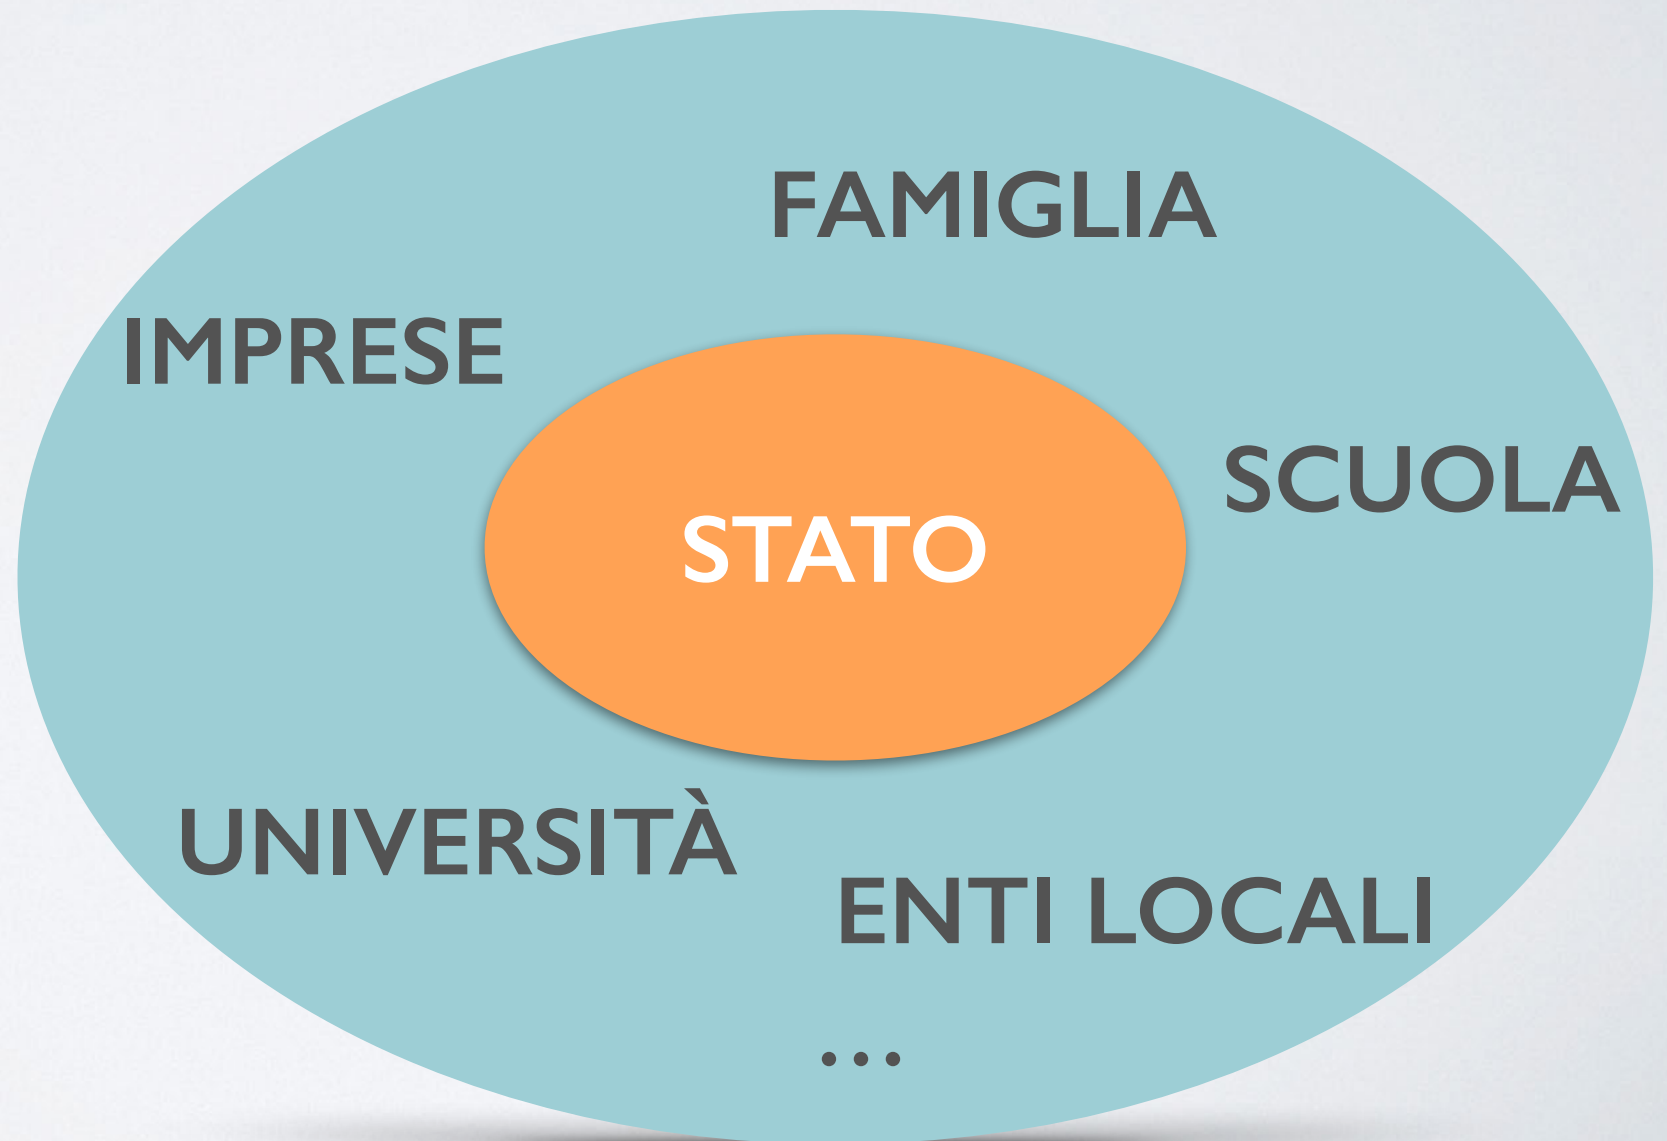 FAMIGLIA
IMPRESE
SCUOLA
STATO
UNIVERSITÀ
ENTI LOCALI
...